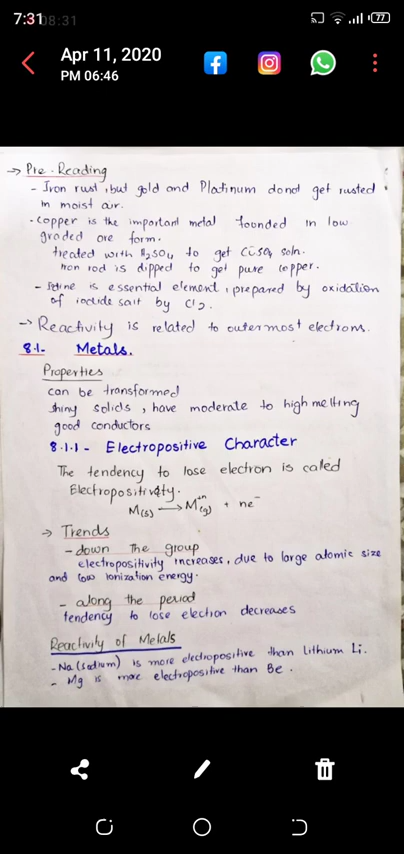 7:31 08:31
77
Apr 11, 2020
PM 06:46
→ Pre-Reading
- Iron rust, but gold and Platinum donot get rusted
in moist air.
- Copper is the important metal founded in low
graded ore form.
treated with H2SO4 to get CuSO4 soln.
Iron rod is dipped to get pure copper.
- Iodine is essential element, prepared by oxidation
of iodide salt by Cl2.
→ Reactivity is related to outermost electrons.
8.1- Metals.
Properties
can be transformed
shiny solids, have moderate to high melting
good conductors
8.1.1- Electropositive Character
The tendency to lose electron is called
Electropositivity.
M(s) → M+n(g) + ne-
→ Trends
- down The group
electropositivity increases, due to large atomic size
and low Ionization energy.
- along the period
tendency to lose election decreases
Reactivity of Metals
- Na (sodium) is more electropositive than Lithium Li.
- Mg is more electropositive than Be.